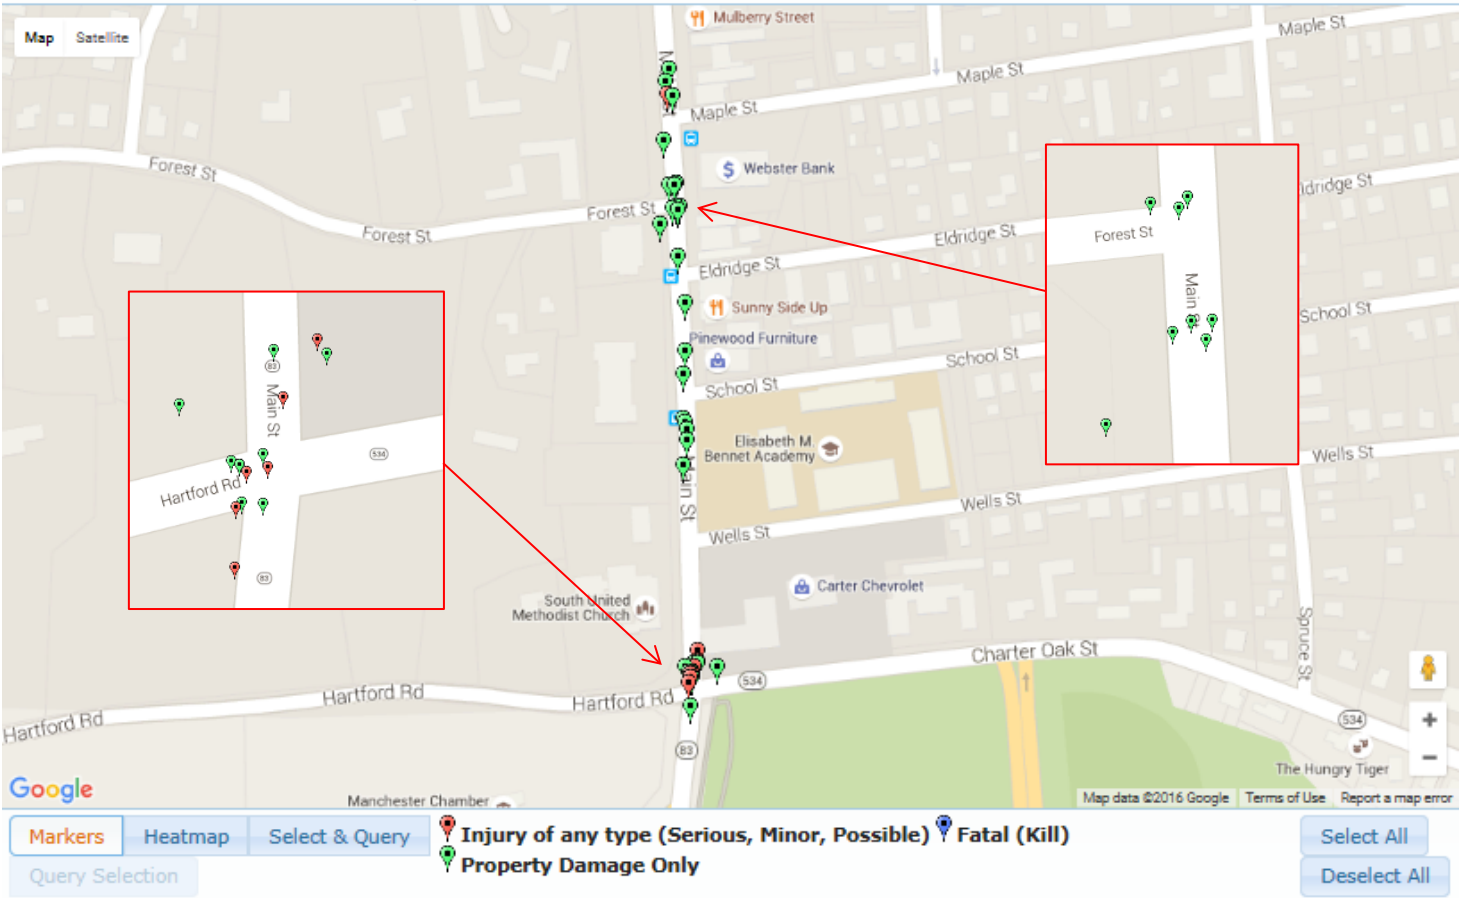 Map Satellite
Mulberry Street
Maple St
Maple St
Maple St
Webster Bank
Forest St
Forest St
Forest St
Eldridge St
Eldridge St
ldridge St
Forest St
Main St
Sunny Side Up
Pinewood Furniture
School St
School St
School St
83
Main St
534
Hartford Rd
83
Elisabeth M.
Bennet Academy
Wells St
Wells St
Wells St
Main St
Carter Chevrolet
South United
Methodist Church
Spruce St
Charter Oak St
534
Hartford Rd
Hartford Rd
Hartford Rd
83
534
The Hungry Tiger
+
−
Google
Manchester Chamber
Map data ©2016 Google Terms of Use Report a map error
Markers Heatmap Select & Query
Injury of any type (Serious, Minor, Possible) Fatal (Kill)
Property Damage Only
Query Selection
Select All
Deselect All